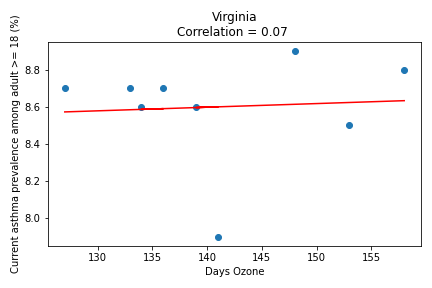 Virginia
Correlation = 0.07
Current asthma prevalence among adult >= 18 (%)
8.8
8.6
8.4
8.2
8.0
130
135
140
145
150
155
Days Ozone